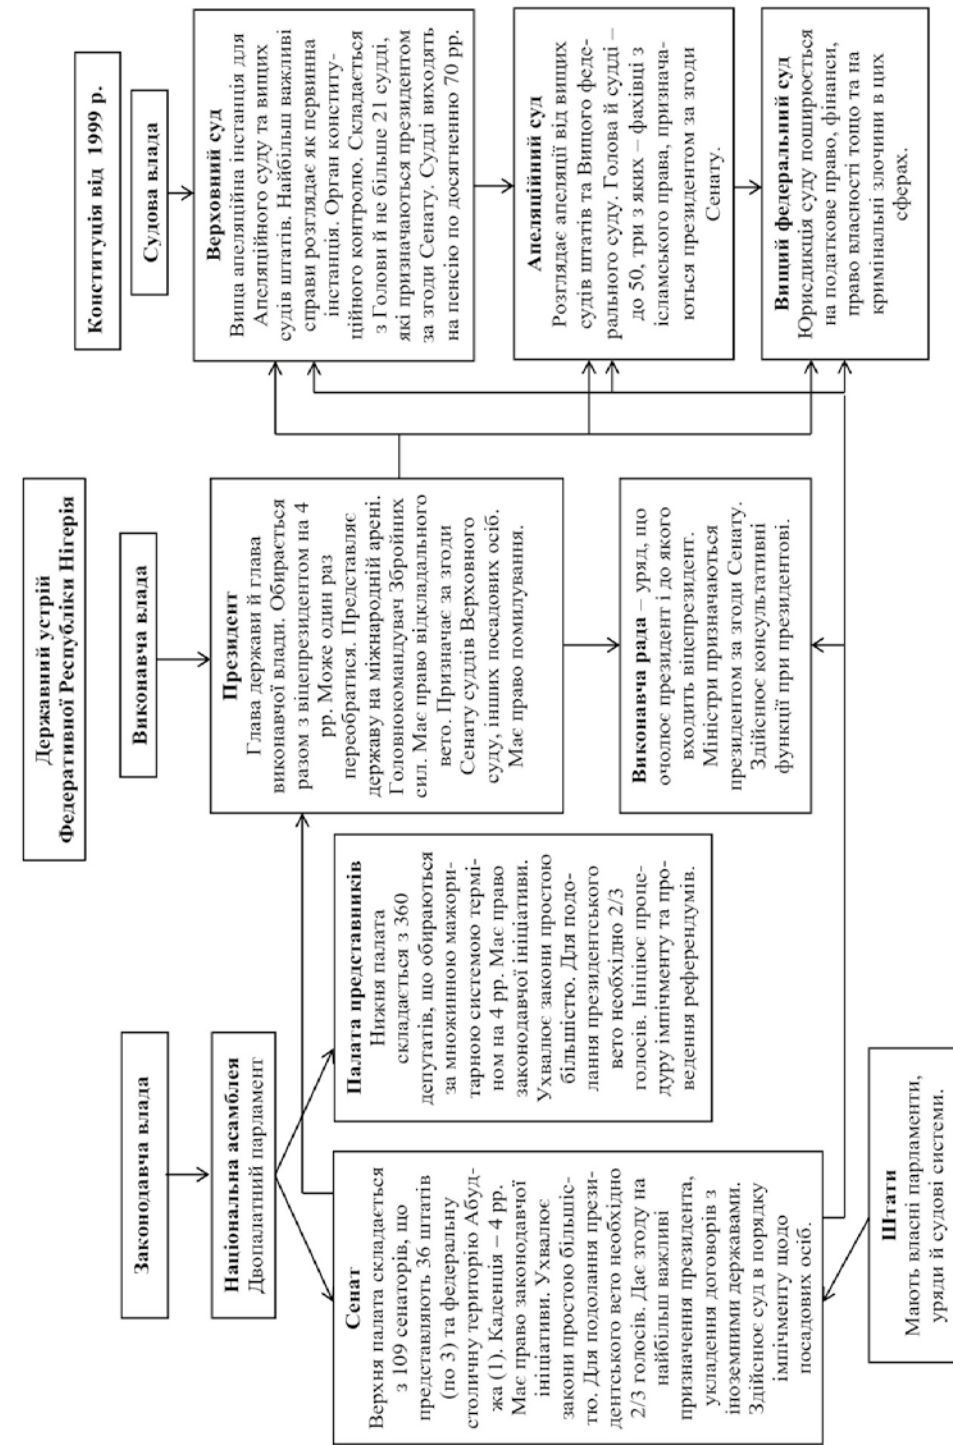 Державний устрій
Федеративної Республіки Нігерія
Конституція від 1999 р.
Законодавча влада
Виконавча влада
Судова влада
Національна асамблея
Двопалатний парламент
Сенат
Верхня палата складається
з 109 сенаторів, що
представляють 36 штатів
(по 3) та федеральну
столичну територію Абуд-
жа (1). Каденція – 4 рр.
Має право законодавчої
ініціативи. Ухвалює
закони простою більшіс-
тю. Для подолання прези-
дентського вето необхідно
2/3 голосів. Дає згоду на
найбільш важливі
призначення президента,
укладення договорів з
іноземними державами.
Здійснює суд в порядку
імпічменту щодо
посадових осіб.
Палата представників
Нижня палата
складається з 360
депутатів, що обираються
за множинною мажори-
тарною системою термі-
ном на 4 рр. Має право
законодавчої ініціативи.
Ухвалює закони простою
більшістю. Для подо-
лання президентського
вето необхідно 2/3
голосів. Ініціює проце-
дуру імпічменту та про-
ведення референдумів.
Штати
Мають власні парламенти,
уряди й судові системи.
Президент
Глава держави й глава
виконавчої влади. Обирається
разом з віцепрезидентом на 4
рр. Може один раз
переобратися. Представляє
державу на міжнародній арені.
Головнокомандувач Збройних
сил. Має право відкладального
вето. Призначає за згоди
Сенату суддів Верховного
суду, інших посадових осіб.
Має право помилування.
Виконавча рада – уряд, що
очолює президент і до якого
входить віцепрезидент.
Міністри призначаються
президентом за згоди Сенату.
Здійснює консультативні
функції при президентові.
Верховний суд
Вища апеляційна інстанція для
Апеляційного суду та вищих
судів штатів. Найбільш важливі
справи розглядає як первинна
інстанція. Орган конститу-
ційного контролю. Складається
з Голови й не більше 21 судді,
які призначаються президентом
за згоди Сенату. Судді виходять
на пенсію по досягненню 70 рр.
Апеляційний суд
Розглядає апеляції від вищих
судів штатів та Вищого феде-
рального суду. Голова й судді –
до 50, три з яких – фахівці з
ісламського права, признача-
ються президентом за згоди
Сенату.
Вищий федеральний суд
Юрисдикція суду поширюється
на податкове право, фінанси,
право власності тощо та на
кримінальні злочини в цих
сферах.